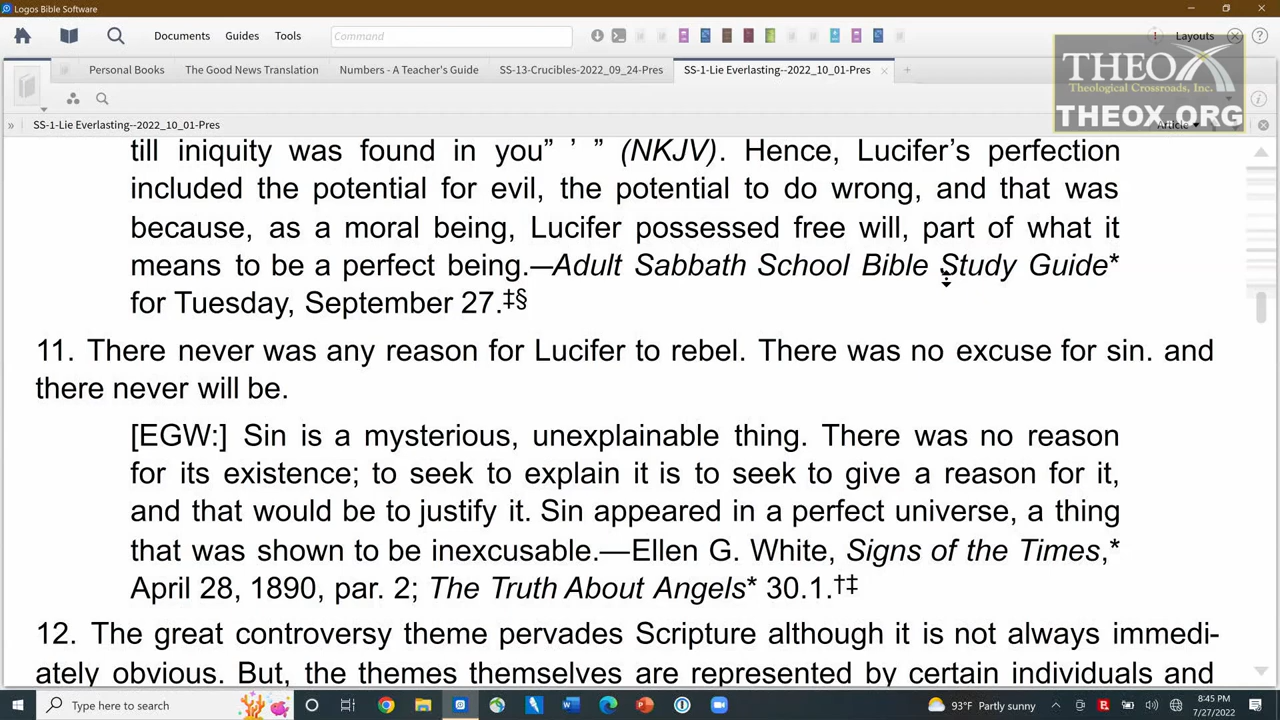 Logos Bible Software
Documents Guides Tools Command Layouts
THEOX
Theological Crossroads, Inc.
THEOX.ORG
Personal Books The Good News Translation Numbers - A Teacher's Guide SS-13-Crucibles-2022_09_24-Pres SS-1-Lie Everlasting--2022_10_01-Pres
SS-1-Lie Everlasting--2022_10_01-Pres Article
till iniquity was found in you” ’ ” (NKJV). Hence, Lucifer’s perfection
included the potential for evil, the potential to do wrong, and that was
because, as a moral being, Lucifer possessed free will, part of what it
means to be a perfect being.—Adult Sabbath School Bible Study Guide*
for Tuesday, September 27.‡§
11. There never was any reason for Lucifer to rebel. There was no excuse for sin. and
there never will be.
[EGW:] Sin is a mysterious, unexplainable thing. There was no reason
for its existence; to seek to explain it is to seek to give a reason for it,
and that would be to justify it. Sin appeared in a perfect universe, a thing
that was shown to be inexcusable.—Ellen G. White, Signs of the Times,*
April 28, 1890, par. 2; The Truth About Angels* 30.1.†‡
12. The great controversy theme pervades Scripture although it is not always immedi-
ately obvious. But, the themes themselves are represented by certain individuals and
Type here to search 93°F Partly sunny 8:45 PM
7/27/2022